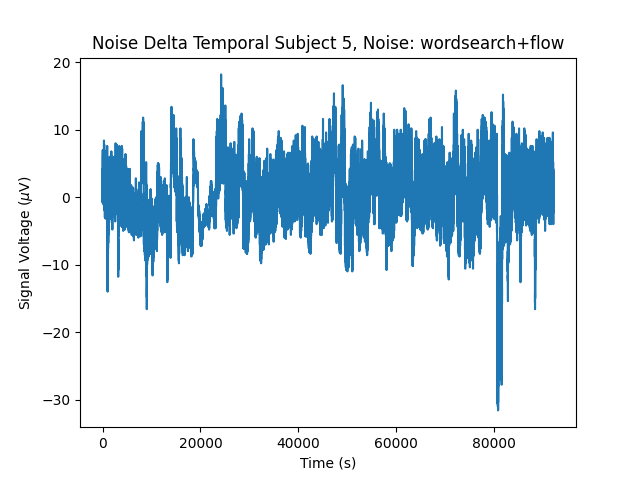 Noise Delta Temporal Subject 5, Noise: wordsearch+flow
20
10
0
−10
−20
−30
Signal Voltage (μV)
0 20000 40000 60000 80000
Time (s)